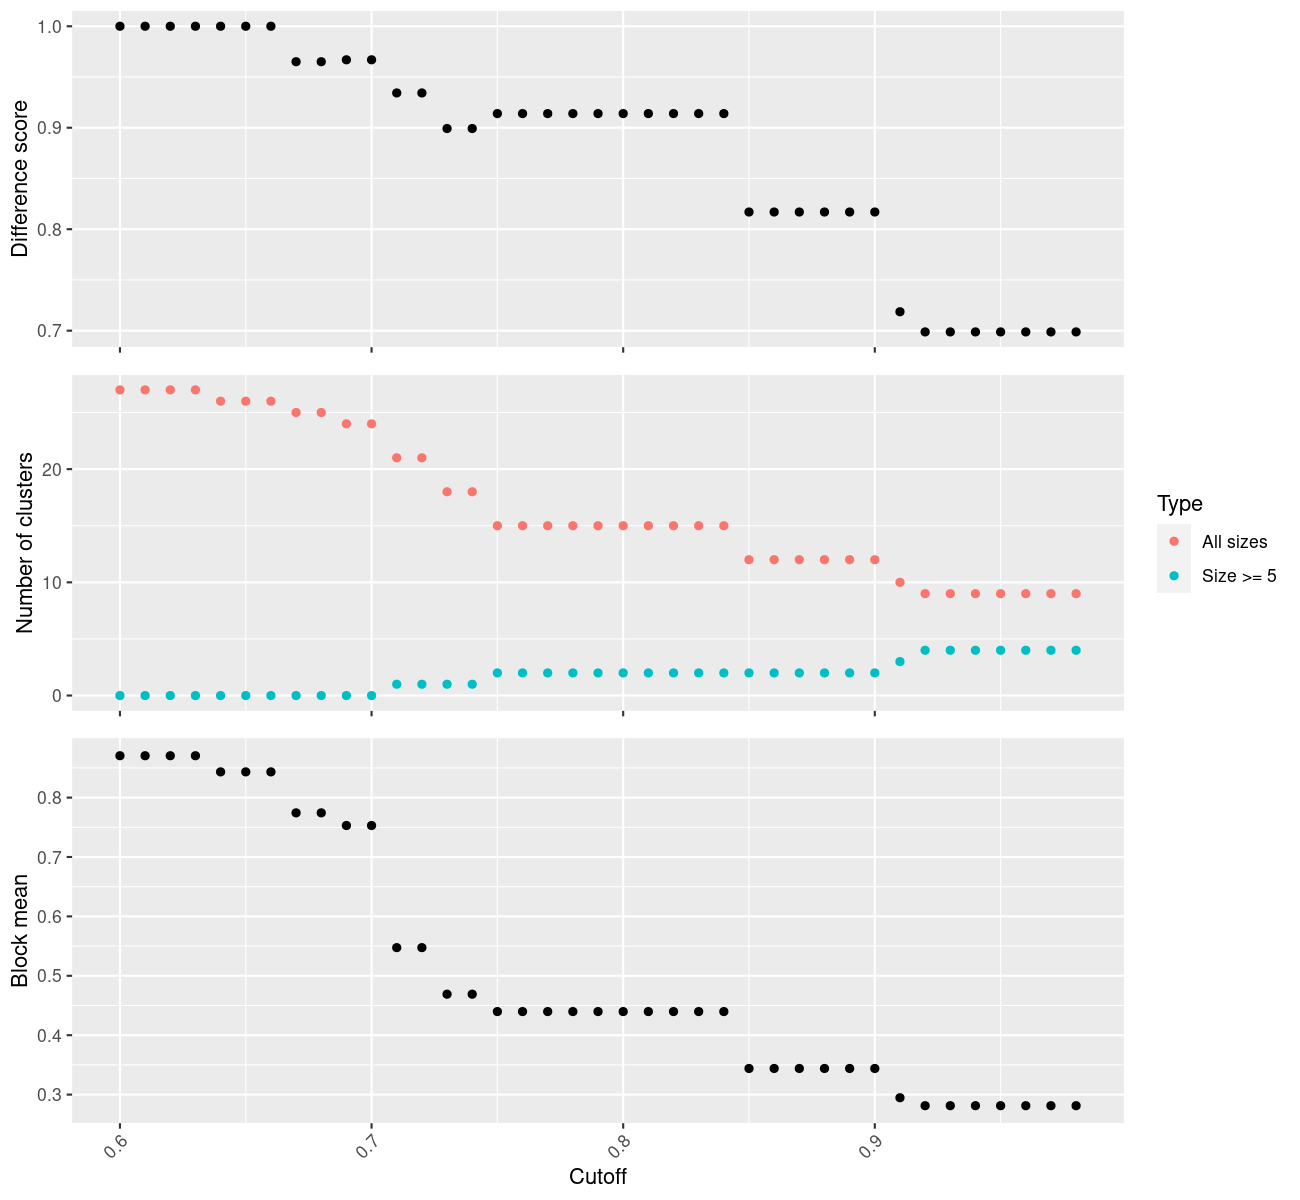 Difference score
1.0
0.9
0.8
0.7
Number of clusters
20
10
0
Type
All sizes
Size >= 5
Block mean
0.8
0.7
0.6
0.5
0.4
0.3
0.6 0.7 0.8 0.9
Cutoff